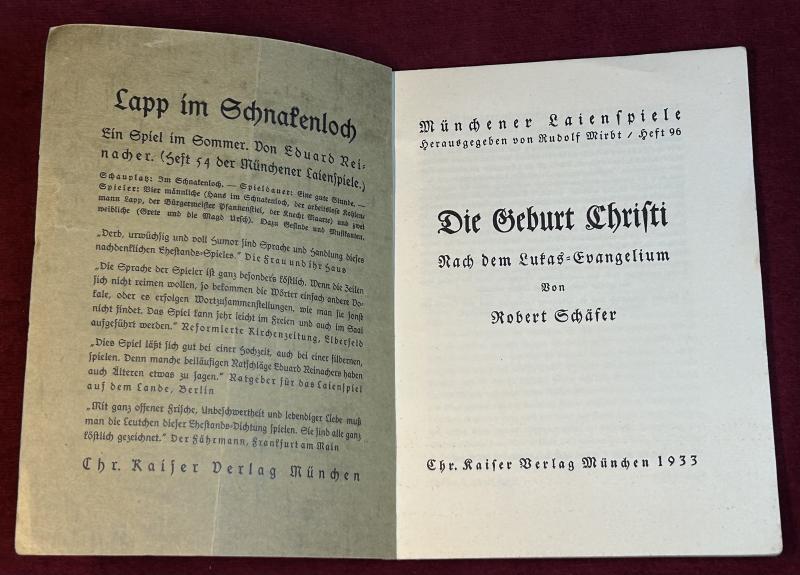 Lapp im Schnakenloch
Ein Spiel im Sommer. Von Eduard Rei-
nacher. (Heft 54 der Münchener Laienspiele.)
Schauplatz: Im Schnakenloch. — Spieldauer: Eine gute Stunde. —
Spieler: Vier männliche (Hans im Schnakenloch, der arbeitslose Kohlen-
mann Lapp, der Bürgermeister Pfannenstiel, der Knecht Maarte) und zwei
weibliche (Grete und die Magd Ursch). Dazu Gesinde und Musikanten.
„Derb, urwüchsig und voll Humor sind Sprache und Handlung dieses
nachdenklichen Ehestands-Spieles.“ Die Frau und ihr Haus
„Die Sprache der Spieler ist ganz besonders köstlich. Wenn die Zeilen
sich nicht reimen wollen, so bekommen die Wörter einfach andere Vo-
kale, oder es erfolgen Wortzusammenstellungen, wie man sie sonst
nicht findet. Das Spiel kann sehr leicht im Freien und auch im Saal
aufgeführt werden.“ Reformierte Kirchenzeitung, Elberfeld
„Dies Spiel läßt sich gut bei einer Hochzeit, auch bei einer silbernen,
spielen. Denn manche beiläufigen Ratschläge Eduard Reinachers haben
auch Älteren etwas zu sagen.“ Ratgeber für das Laienspiel
auf dem Lande, Berlin
„Mit ganz offener Frische, Unbeschwertheit und lebendiger Liebe muß
man die Leutchen dieser Ehestands-Dichtung spielen. Sie sind alle ganz
köstlich gezeichnet.“ Der Fährmann, Frankfurt am Main
Chr. Kaiser Verlag München
Münchener Laienspiele
Herausgegeben von Rudolf Mirbt / Heft 96
Die Geburt Christi
Nach dem Lukas-Evangelium
Von
Robert Schäfer
Chr. Kaiser Verlag München 1933